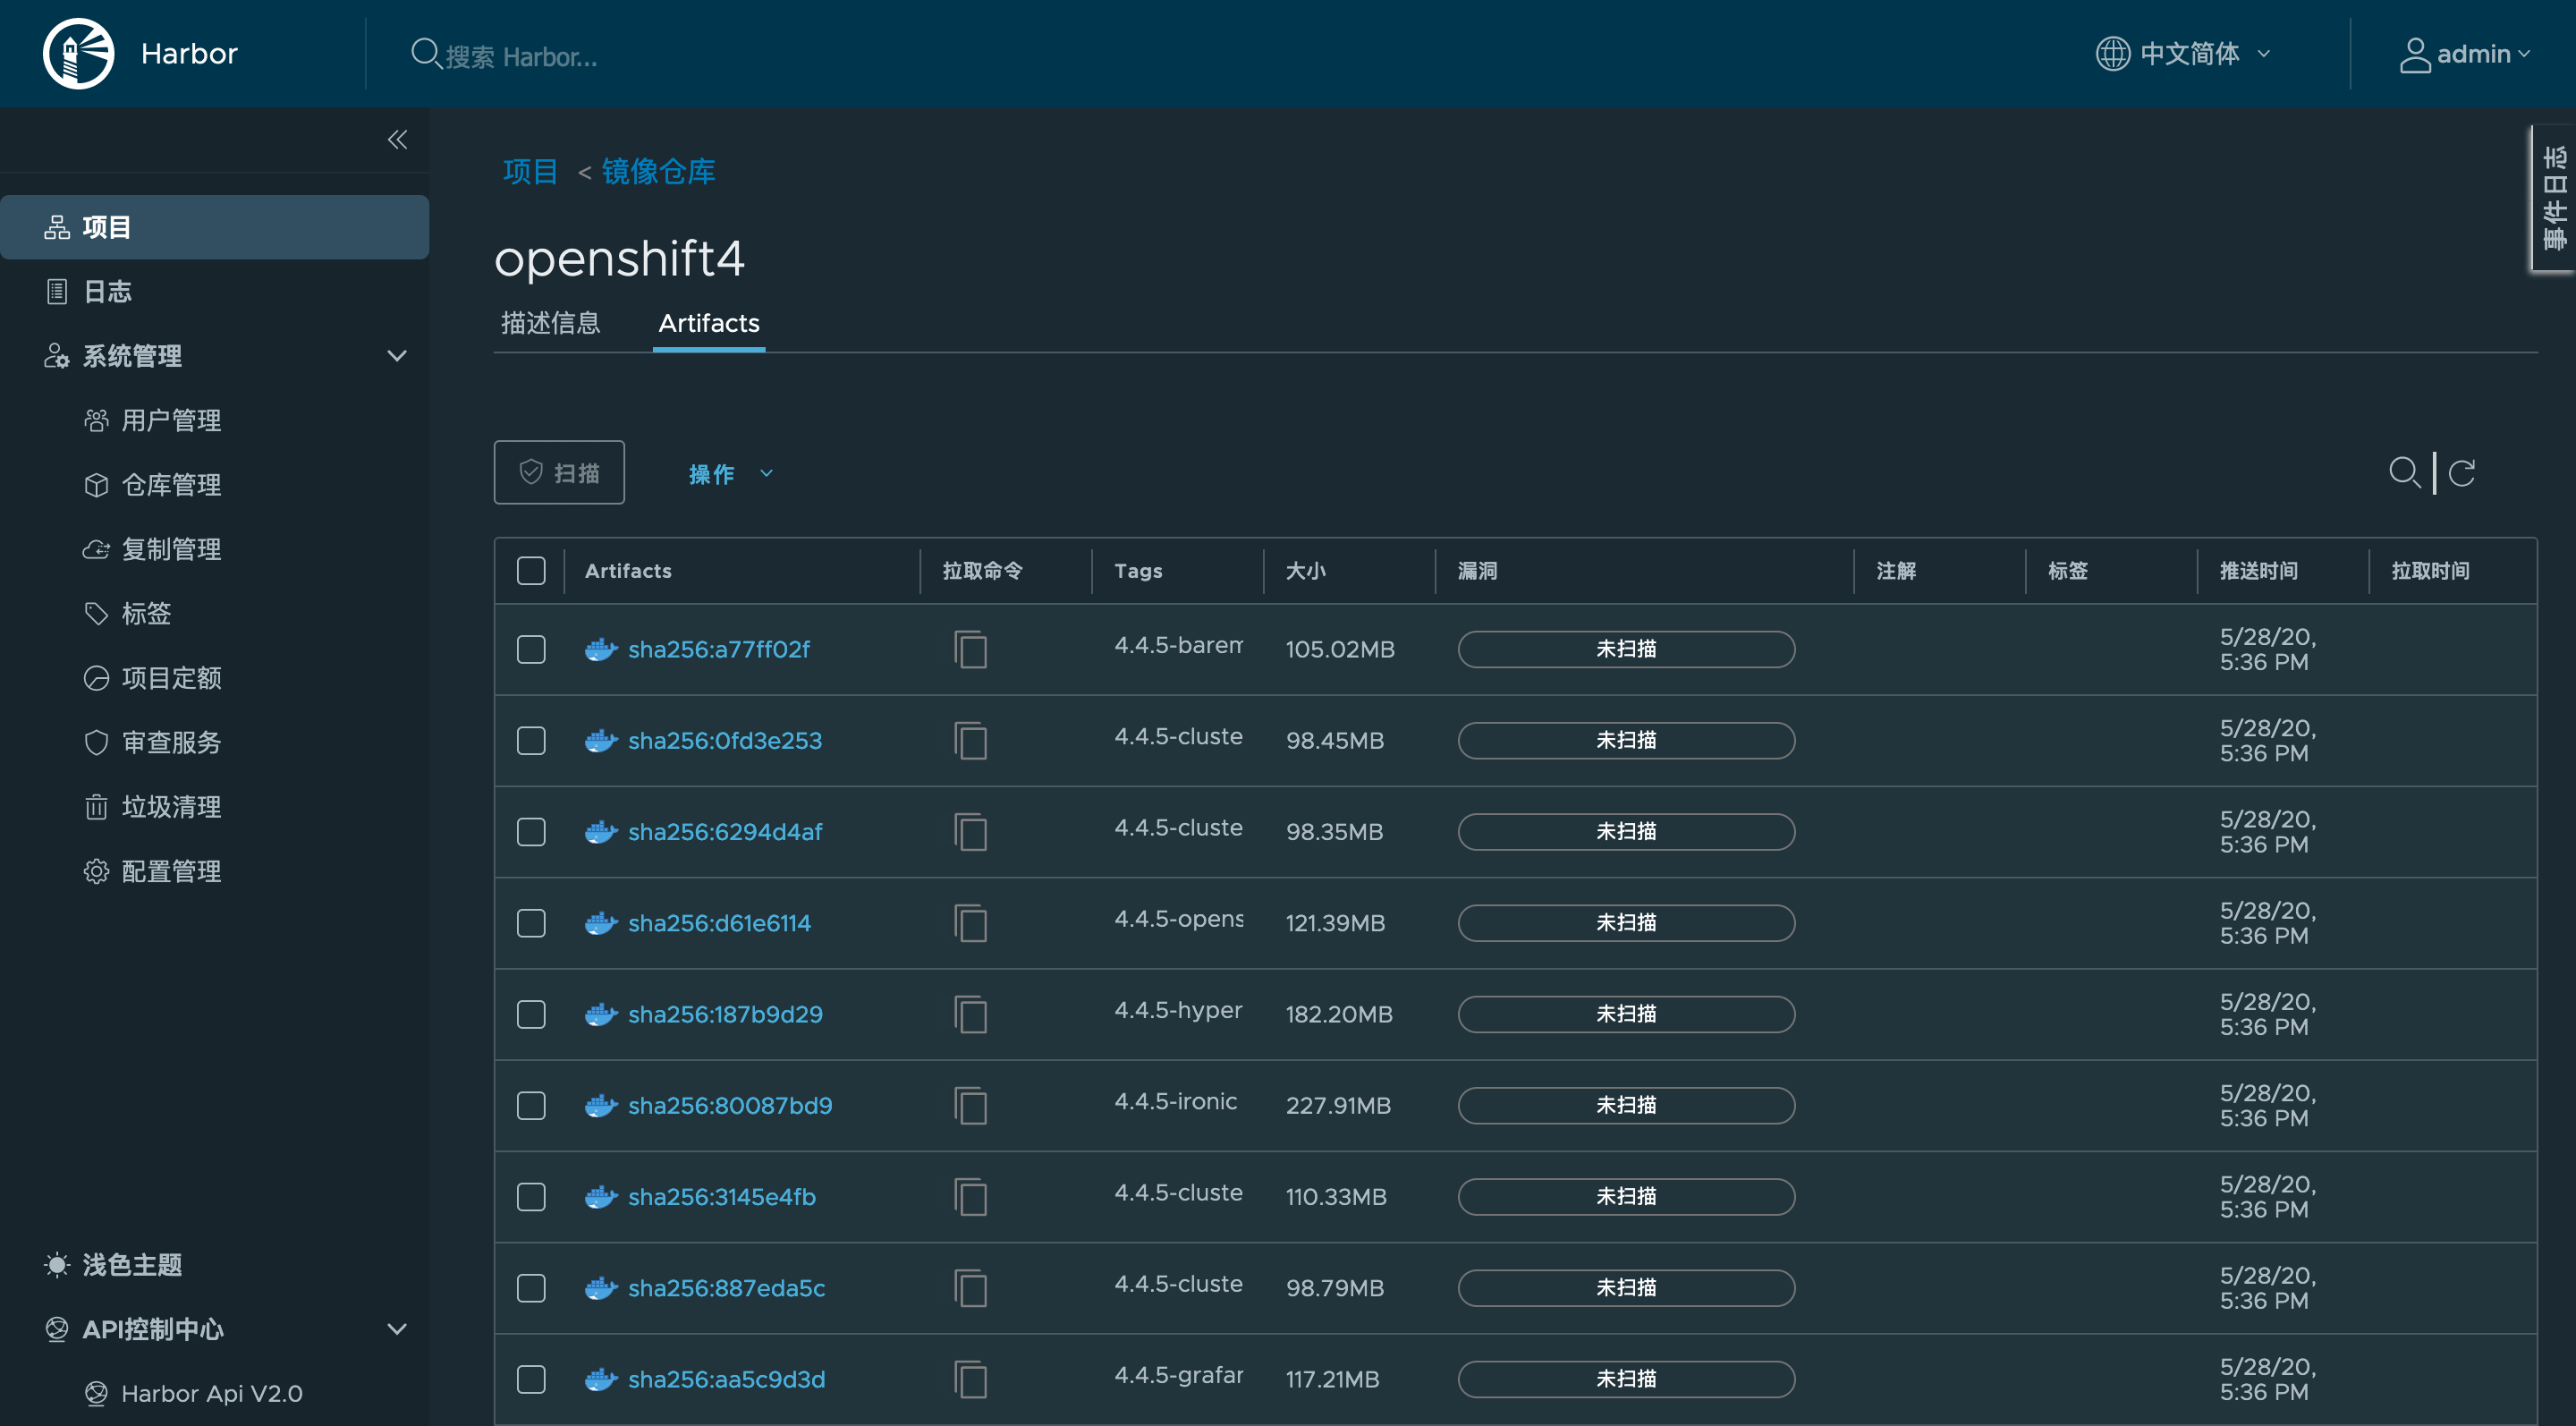 Harbor
搜索 Harbor...
中文简体
admin
事件日志
项目
日志
系统管理
用户管理
仓库管理
复制管理
标签
项目定额
审查服务
垃圾清理
配置管理
浅色主题
API控制中心
Harbor Api V2.0
项目 < 镜像仓库
openshift4
描述信息 Artifacts
扫描 操作
Artifacts 拉取命令 Tags 大小 漏洞 注解 标签 推送时间 拉取时间
sha256:a77ff02f 4.4.5-barem 105.02MB 未扫描 5/28/20,
5:36 PM
sha256:0fd3e253 4.4.5-cluste 98.45MB 未扫描 5/28/20,
5:36 PM
sha256:6294d4af 4.4.5-cluste 98.35MB 未扫描 5/28/20,
5:36 PM
sha256:d61e6114 4.4.5-opens 121.39MB 未扫描 5/28/20,
5:36 PM
sha256:187b9d29 4.4.5-hyper 182.20MB 未扫描 5/28/20,
5:36 PM
sha256:80087bd9 4.4.5-ironic 227.91MB 未扫描 5/28/20,
5:36 PM
sha256:3145e4fb 4.4.5-cluste 110.33MB 未扫描 5/28/20,
5:36 PM
sha256:887eda5c 4.4.5-cluste 98.79MB 未扫描 5/28/20,
5:36 PM
sha256:aa5c9d3d 4.4.5-grafan 117.21MB 未扫描 5/28/20,
5:36 PM